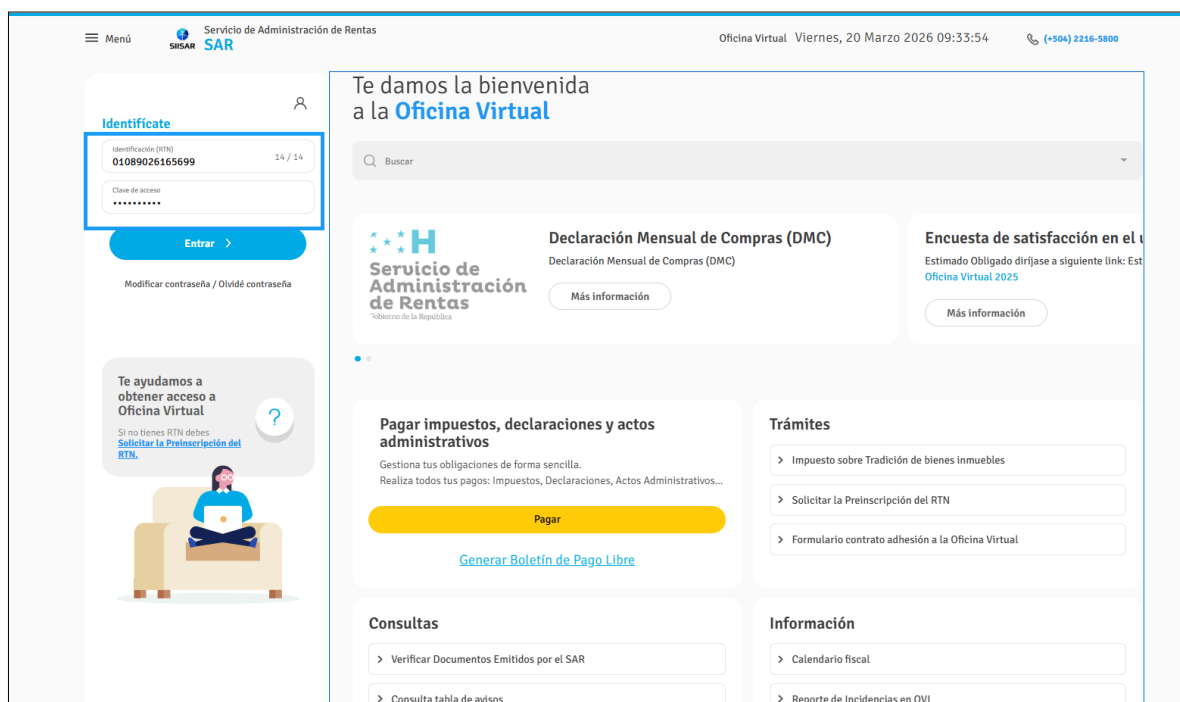 Menú
SIISAR
Servicio de Administración de Rentas
SAR
Oficina Virtual Viernes, 20 Marzo 2026 09:33:54
(+504) 2216-5800
Identifícate
Identificación (RTN)
01089026165699
14 / 14
Clave de acceso
••••••••••
Entrar
Modificar contraseña / Olvidé contraseña
Te ayudamos a
obtener acceso a
Oficina Virtual
?
Si no tienes RTN debes
Solicitar la Preinscripción del
RTN.
Te damos la bienvenida
a la Oficina Virtual
Buscar
H
Servicio de
Administración
de Rentas
Gobierno de la República
Declaración Mensual de Compras (DMC)
Declaración Mensual de Compras (DMC)
Más información
Encuesta de satisfacción en el u
Estimado Obligado diríjase a siguiente link: Est
Oficina Virtual 2025
Más información
Pagar impuestos, declaraciones y actos
administrativos
Gestiona tus obligaciones de forma sencilla.
Realiza todos tus pagos: Impuestos, Declaraciones, Actos Administrativos...
Pagar
Generar Boletín de Pago Libre
Trámites
Impuesto sobre Tradición de bienes inmuebles
Solicitar la Preinscripción del RTN
Formulario contrato adhesión a la Oficina Virtual
Consultas
Verificar Documentos Emitidos por el SAR
Consulta tabla de avisos
Información
Calendario fiscal
Reporte de Incidencias en OVI